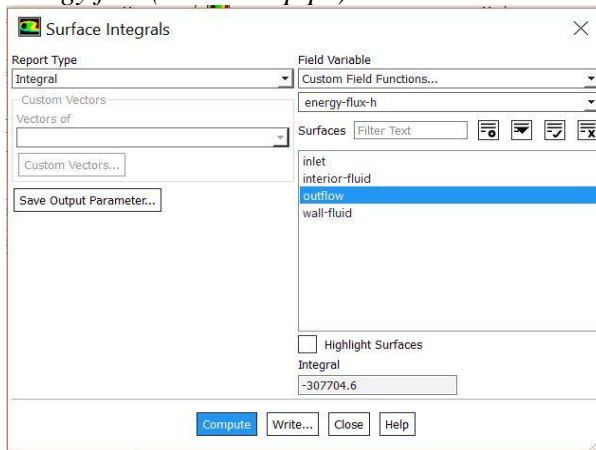 Surface Integrals
Report Type
Integral
Custom Vectors
Vectors of
Custom Vectors...
Save Output Parameter...
Field Variable
Custom Field Functions...
energy-flux-h
Surfaces Filter Text
inlet
interior-fluid
outflow
wall-fluid
Highlight Surfaces
Integral
-307704.6
Compute Write... Close Help